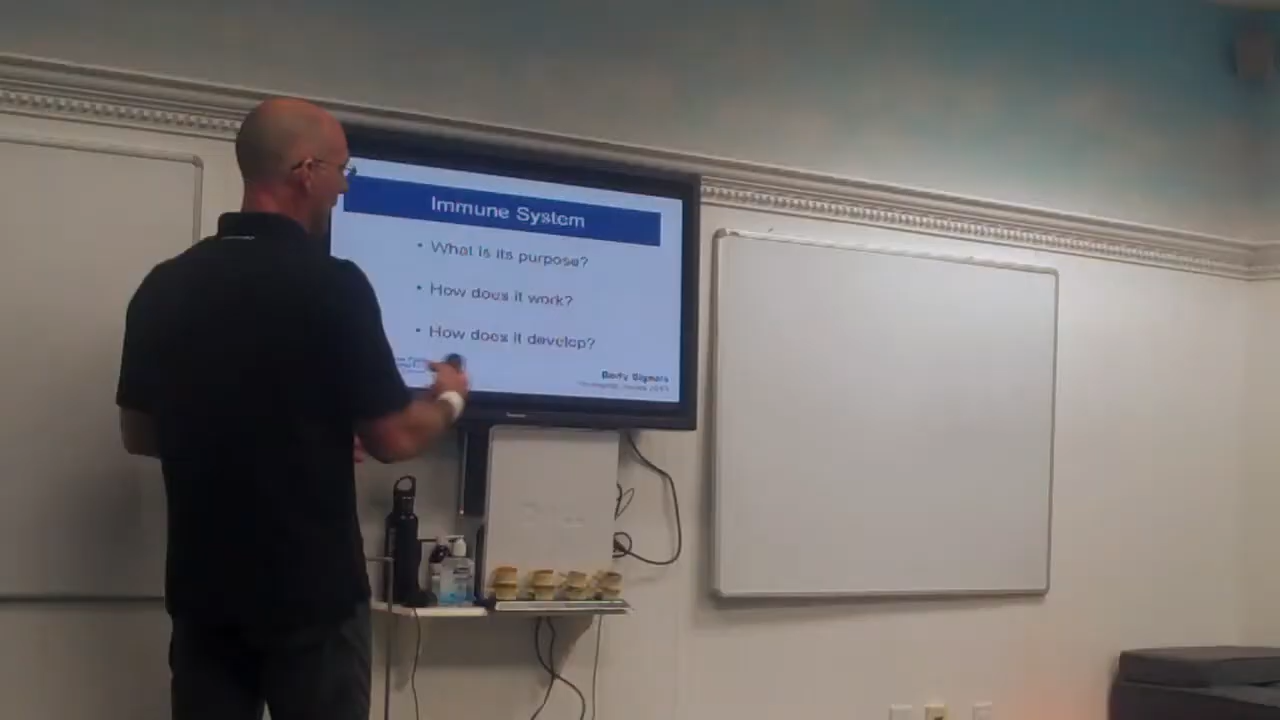 Immune System
• What is its purpose?
• How does it work?
• How does it develop?